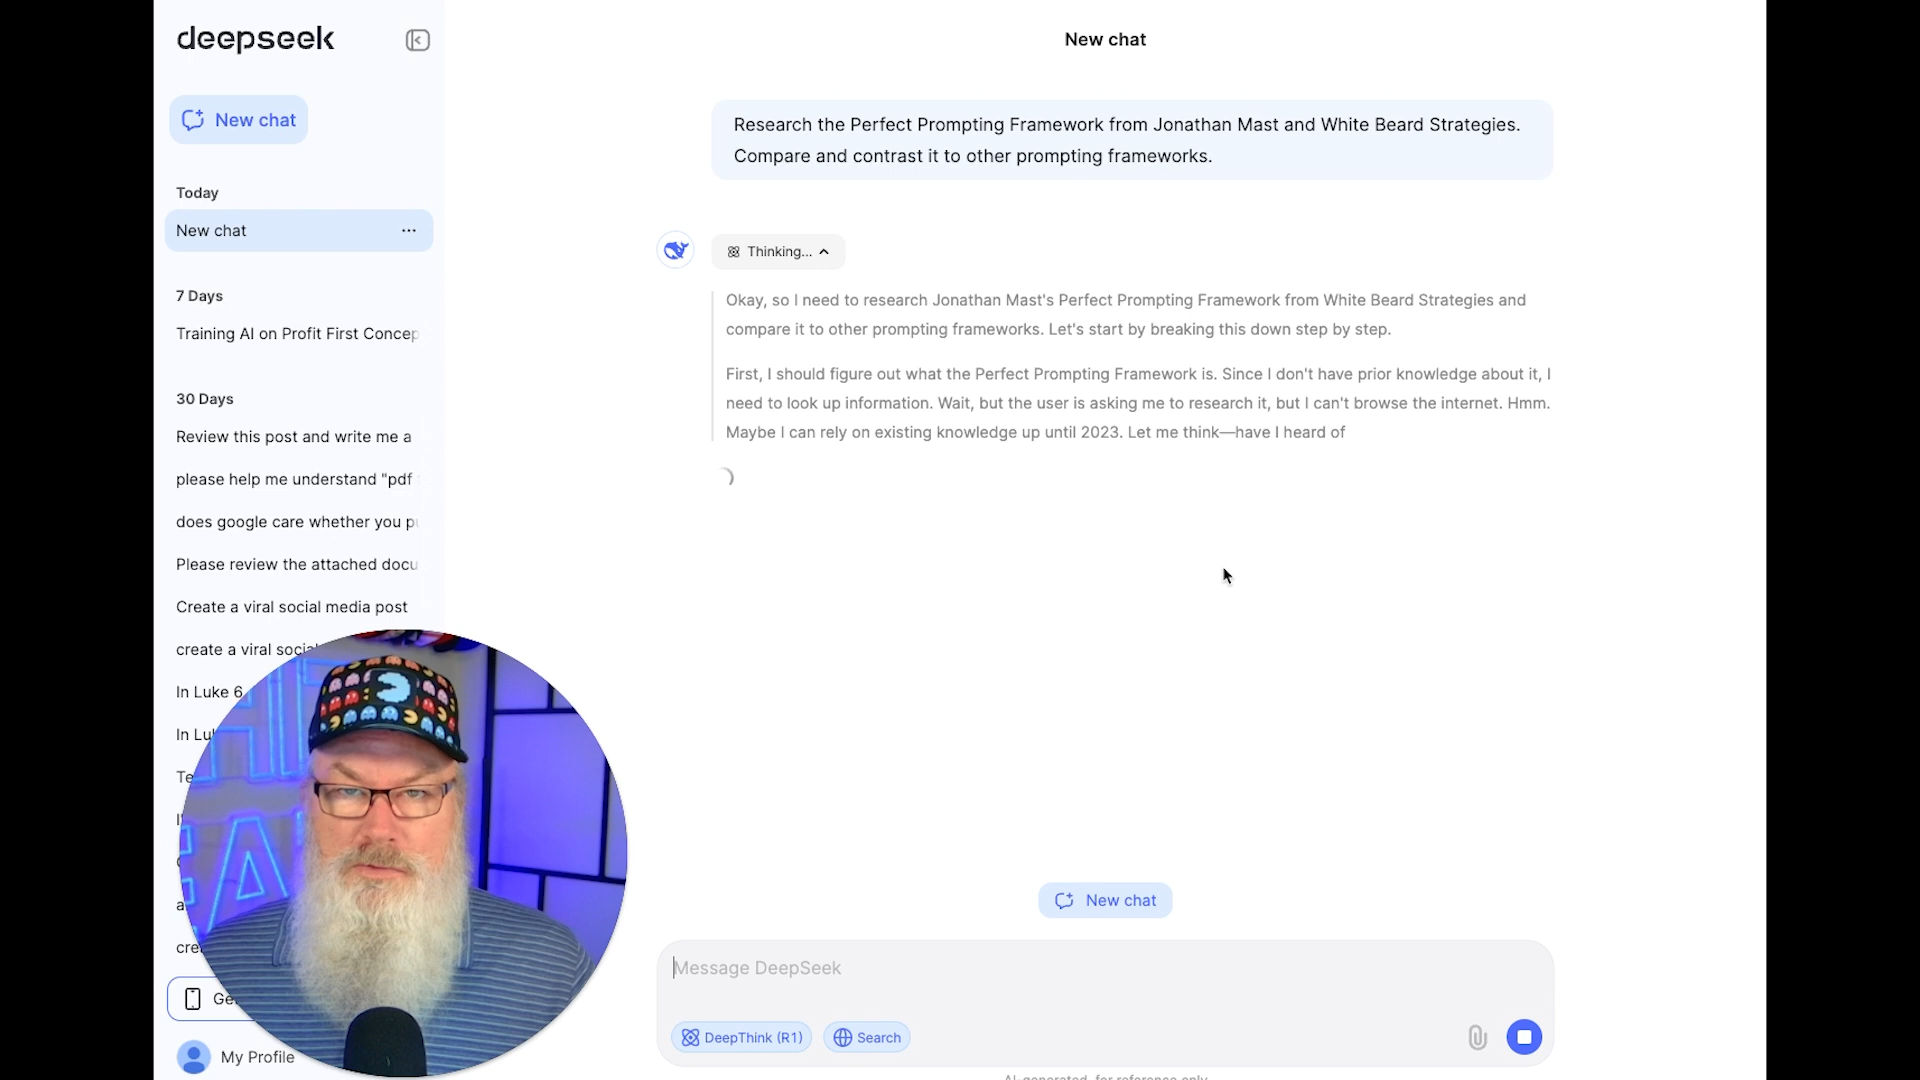 deepseek
New chat
Today
New chat
7 Days
Training AI on Profit First Concep
30 Days
Review this post and write me a
please help me understand "pdf
does google care whether you pu
Please review the attached docu
Create a viral social media post
create a viral socia
In Luke 6
In Lu
Te
cre
Ge
My Profile
New chat
Research the Perfect Prompting Framework from Jonathan Mast and White Beard Strategies.
Compare and contrast it to other prompting frameworks.
Thinking...
Okay, so I need to research Jonathan Mast's Perfect Prompting Framework from White Beard Strategies and
compare it to other prompting frameworks. Let's start by breaking this down step by step.
First, I should figure out what the Perfect Prompting Framework is. Since I don't have prior knowledge about it, I
need to look up information. Wait, but the user is asking me to research it, but I can't browse the internet. Hmm.
Maybe I can rely on existing knowledge up until 2023. Let me think—have I heard of
New chat
Message DeepSeek
DeepThink (R1)
Search
AI-generated, for reference only